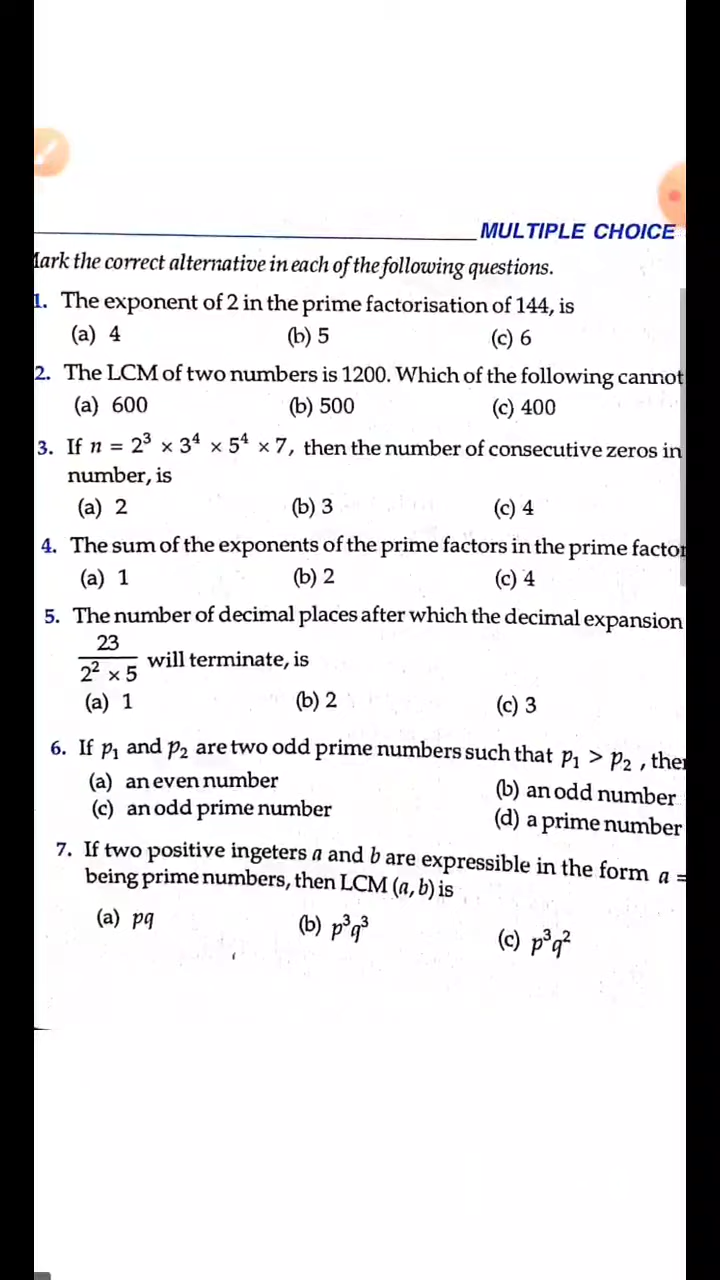 MULTIPLE CHOICE
Mark the correct alternative in each of the following questions.
1. The exponent of 2 in the prime factorisation of 144, is
(a) 4 (b) 5 (c) 6
2. The LCM of two numbers is 1200. Which of the following cannot
(a) 600 (b) 500 (c) 400
3. If n = 2³ × 3⁴ × 5⁴ × 7, then the number of consecutive zeros in
number, is
(a) 2 (b) 3 (c) 4
4. The sum of the exponents of the prime factors in the prime factor
(a) 1 (b) 2 (c) 4
5. The number of decimal places after which the decimal expansion
23
2² × 5 will terminate, is
(a) 1 (b) 2 (c) 3
6. If p₁ and p₂ are two odd prime numbers such that p₁ > p₂ , then
(a) an even number (b) an odd number
(c) an odd prime number (d) a prime number
7. If two positive ingeters a and b are expressible in the form a =
being prime numbers, then LCM (a, b) is
(a) pq (b) p³q³ (c) p³q²